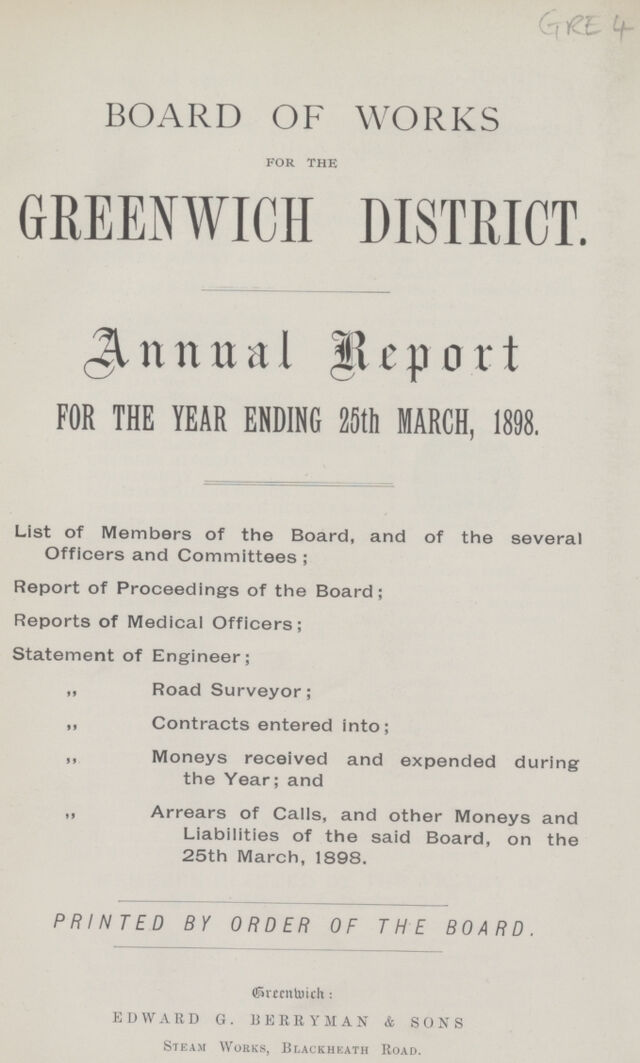 GRE 4
BOARD OF WORKS
FOR THE
GREENWICH DISTRICT.
Annual Report
FOR THE YEAR ENDING 25th MARCH, 1898.
List of Members of the Board, and of the several
Officers and Committees;
Report of Proceedings of the Board;
Reports of Medical Officers;
Statement of Engineer;
„ Road Surveyor;
„ Contracts entered into;
„ Moneys received and expended during
the Year; and
„ Arrears of Calls, and other Moneys and
Liabilities of the said Board, on the
25th March, 1898.
PRINTED BY ORDER OF THE BOARD.
Greenwich:
EDWARD G. BERRYMAN & SONS
STEAM WORKS, BLACKHEATH ROAD.